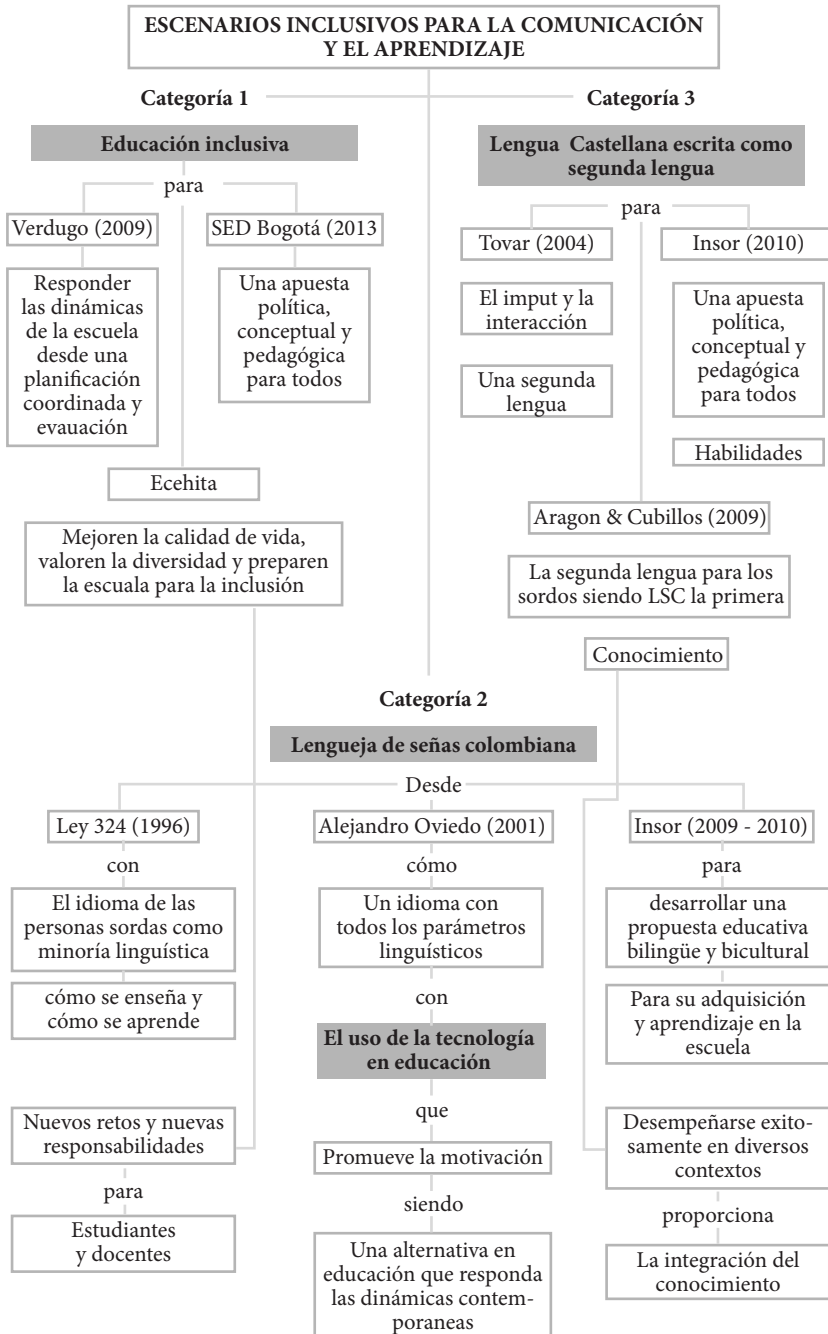 ESCENARIOS INCLUSIVOS PARA LA COMUNICACIÓN
Y EL APRENDIZAJE
Categoría 1
Educación inclusiva
para
Verdugo (2009)
Responder
las dinámicas
de la escuela
desde una
planificación
coordinada y
evauación
SED Bogotá (2013
Una apuesta
política,
conceptual y
pedagógica
para todos
Ecehita
Mejoren la calidad de vida,
valoren la diversidad y preparen
la escuala para la inclusión
Categoría 3
Lengua Castellana escrita como
segunda lengua
para
Tovar (2004)
El imput y la
interacción
Una segunda
lengua
Insor (2010)
Una apuesta
política,
conceptual y
pedagógica
para todos
Habilidades
Aragon & Cubillos (2009)
La segunda lengua para los
sordos siendo LSC la primera
Conocimiento
Categoría 2
Lengueja de señas colombiana
Desde
Ley 324 (1996)
con
El idioma de las
personas sordas como
minoría linguística
cómo se enseña y
cómo se aprende
Nuevos retos y nuevas
responsabilidades
para
Estudiantes
y docentes
Alejandro Oviedo (2001)
cómo
Un idioma con
todos los parámetros
linguísticos
con
El uso de la tecnología
en educación
que
Promueve la motivación
siendo
Una alternativa en
educación que responda
las dinámicas contem-
poraneas
Insor (2009 - 2010)
para
desarrollar una
propuesta educativa
bilingüe y bicultural
Para su adquisición
y aprendizaje en la
escuela
Desempeñarse exito-
samente en diversos
contextos
proporciona
La integración del
conocimiento